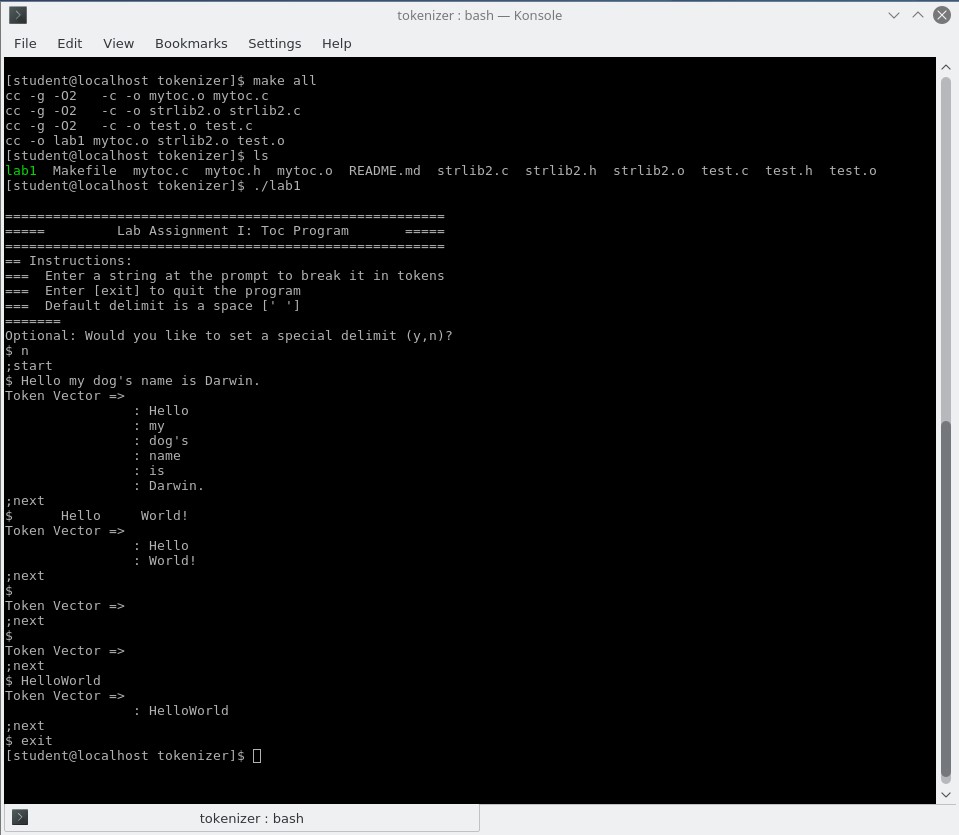 tokenizer : bash — Konsole
File Edit View Bookmarks Settings Help
[student@localhost tokenizer]$ make all
cc -g -O2   -c -o mytoc.o mytoc.c
cc -g -O2   -c -o strlib2.o strlib2.c
cc -g -O2   -c -o test.o test.c
cc -o lab1 mytoc.o strlib2.o test.o
[student@localhost tokenizer]$ ls
lab1  Makefile  mytoc.c  mytoc.h  mytoc.o  README.md  strlib2.c  strlib2.h  strlib2.o  test.c  test.h  test.o
[student@localhost tokenizer]$ ./lab1
=======================================================
=====         Lab Assignment I: Toc Program       =====
=======================================================
== Instructions:
===  Enter a string at the prompt to break it in tokens
===  Enter [exit] to quit the program
===  Default delimit is a space [' ']
=======
Optional: Would you like to set a special delimit (y,n)?
$ n
;start
$ Hello my dog's name is Darwin.
Token Vector =>
                : Hello
                : my
                : dog's
                : name
                : is
                : Darwin.
;next
$      Hello     World!
Token Vector =>
                : Hello
                : World!
;next
$
Token Vector =>
;next
$
Token Vector =>
;next
$ HelloWorld
Token Vector =>
                : HelloWorld
;next
$ exit
[student@localhost tokenizer]$
tokenizer : bash